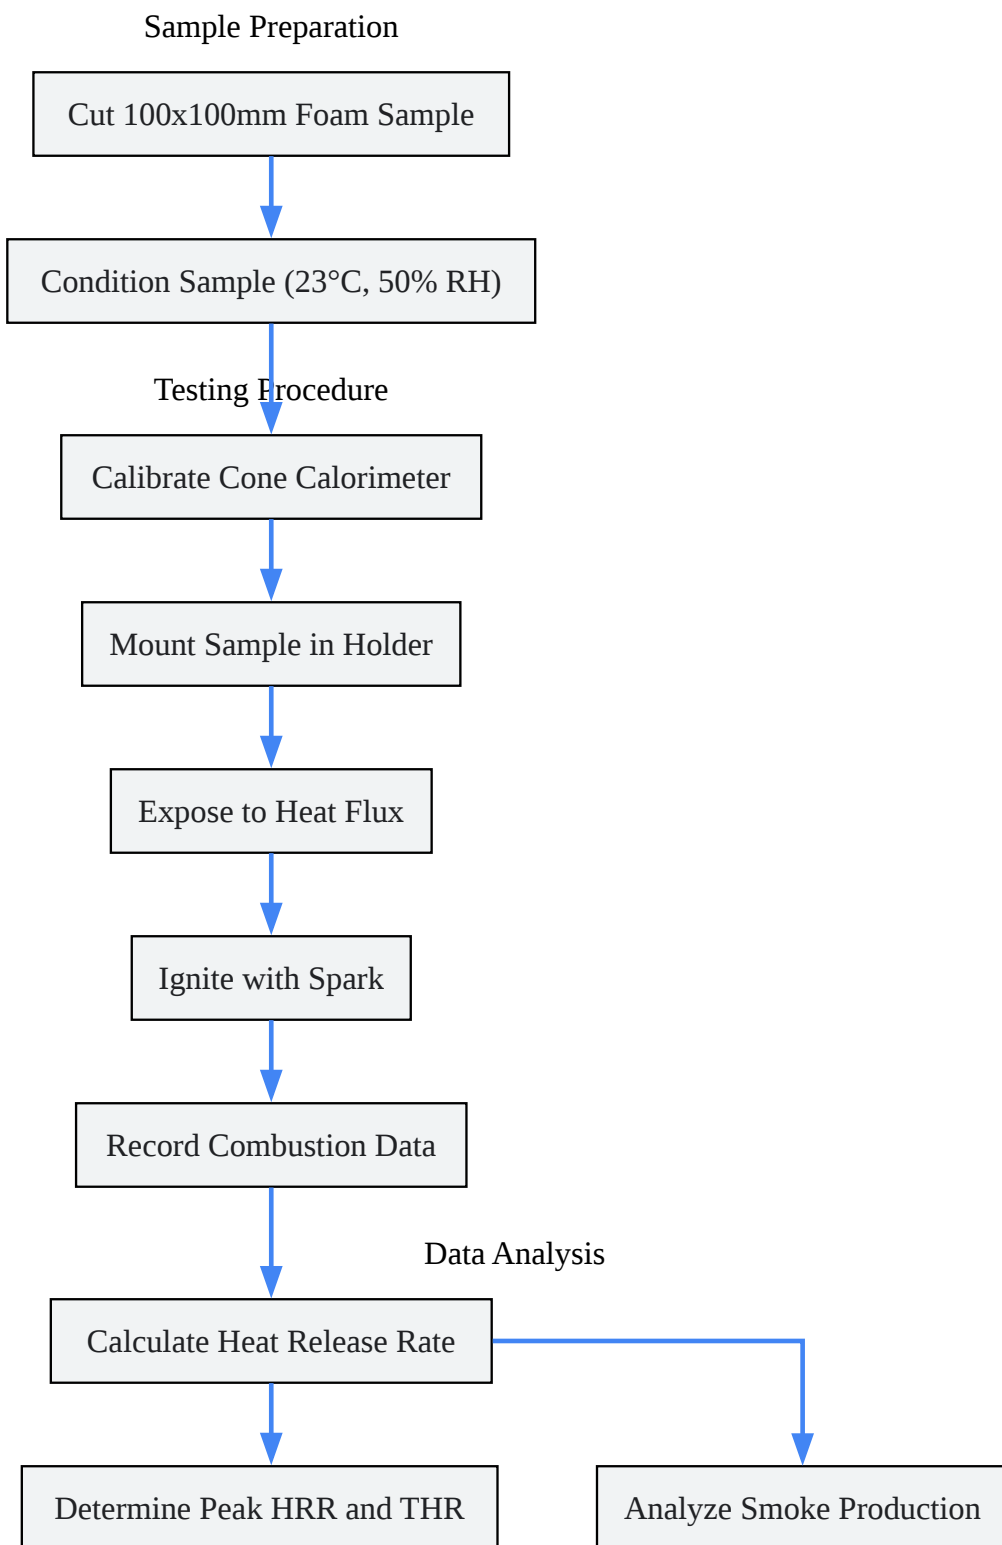 Sample Preparation
Cut 100x100mm Foam Sample
Condition Sample (23°C, 50% RH)
Testing Procedure
Calibrate Cone Calorimeter
Mount Sample in Holder
Expose to Heat Flux
Ignite with Spark
Record Combustion Data
Data Analysis
Calculate Heat Release Rate
Determine Peak HRR and THR
Analyze Smoke Production